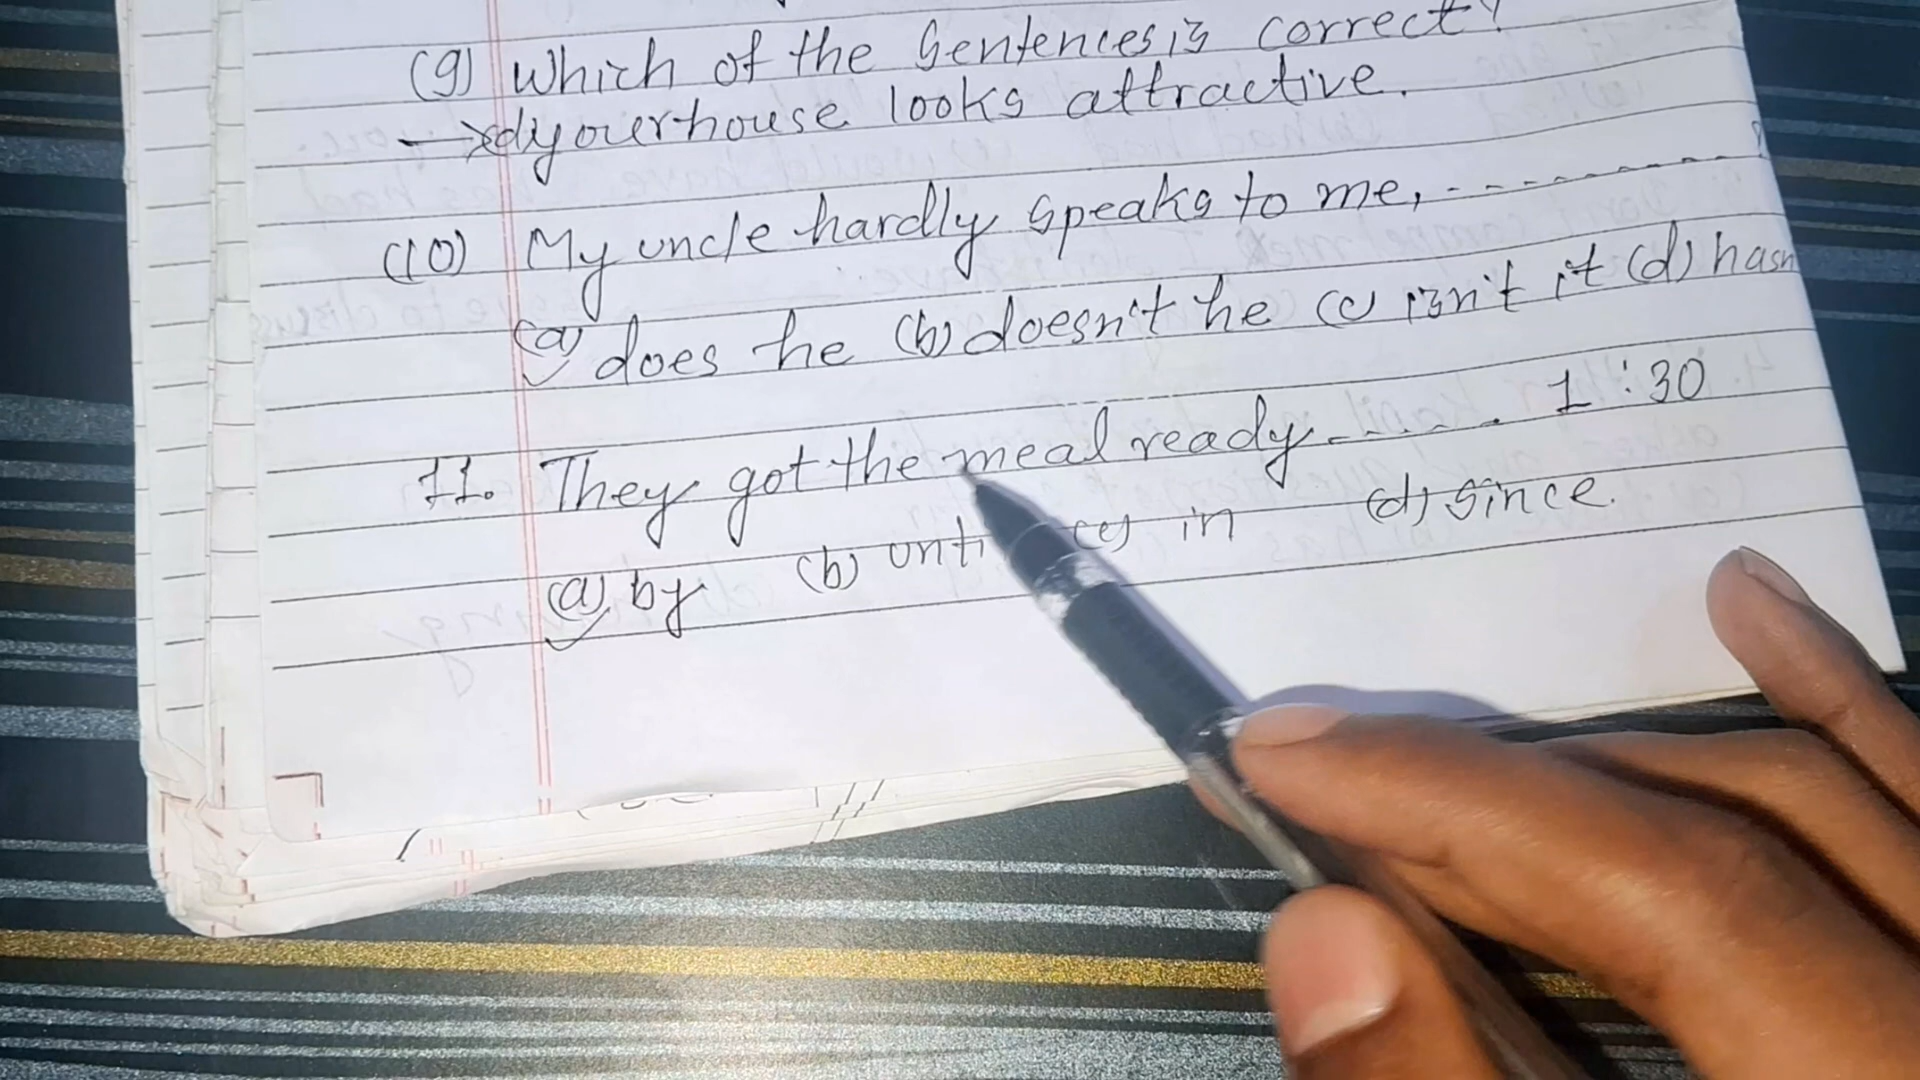 (9) Which of the Sentences is correct?
→ d) your house looks attractive.
(10) My uncle hardly speaks to me, --------?
(a) does he (b) doesn't he (c) isn't it (d) hasn
11. They got the meal ready ------ 1:30
(a) by (b) unti (c) in (d) since.